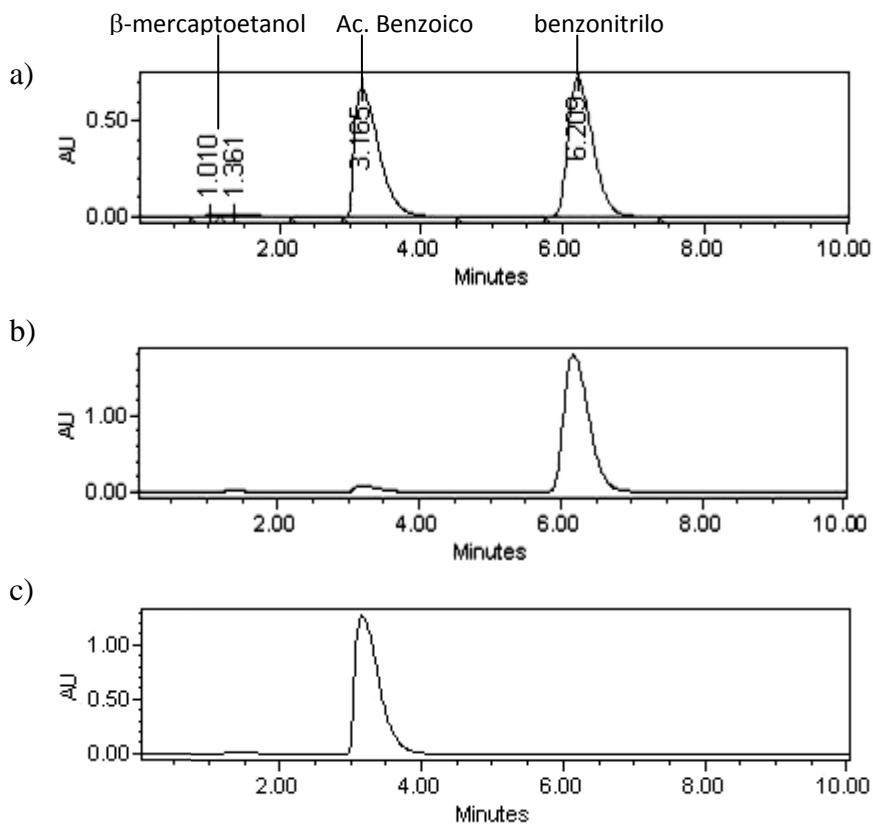 β-mercaptoetanol Ac. Benzoico benzonitrilo
a)
AU
0.50
0.00
1.010
1.361
3.165
6.209
2.00 4.00 6.00 8.00 10.00
Minutes
b)
AU
1.00
0.00
2.00 4.00 6.00 8.00 10.00
Minutes
c)
AU
1.00
0.50
0.00
2.00 4.00 6.00 8.00 10.00
Minutes